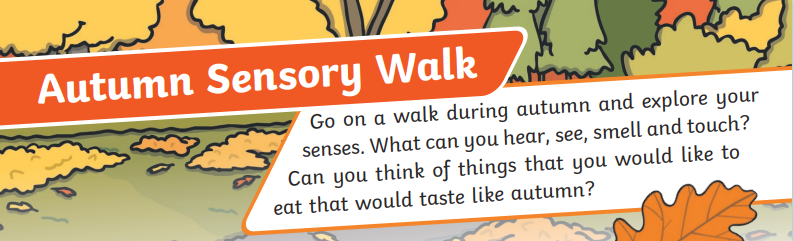 Autumn Sensory Walk
Go on a walk during autumn and explore your
senses. What can you hear, see, smell and touch?
Can you think of things that you would like to
eat that would taste like autumn?